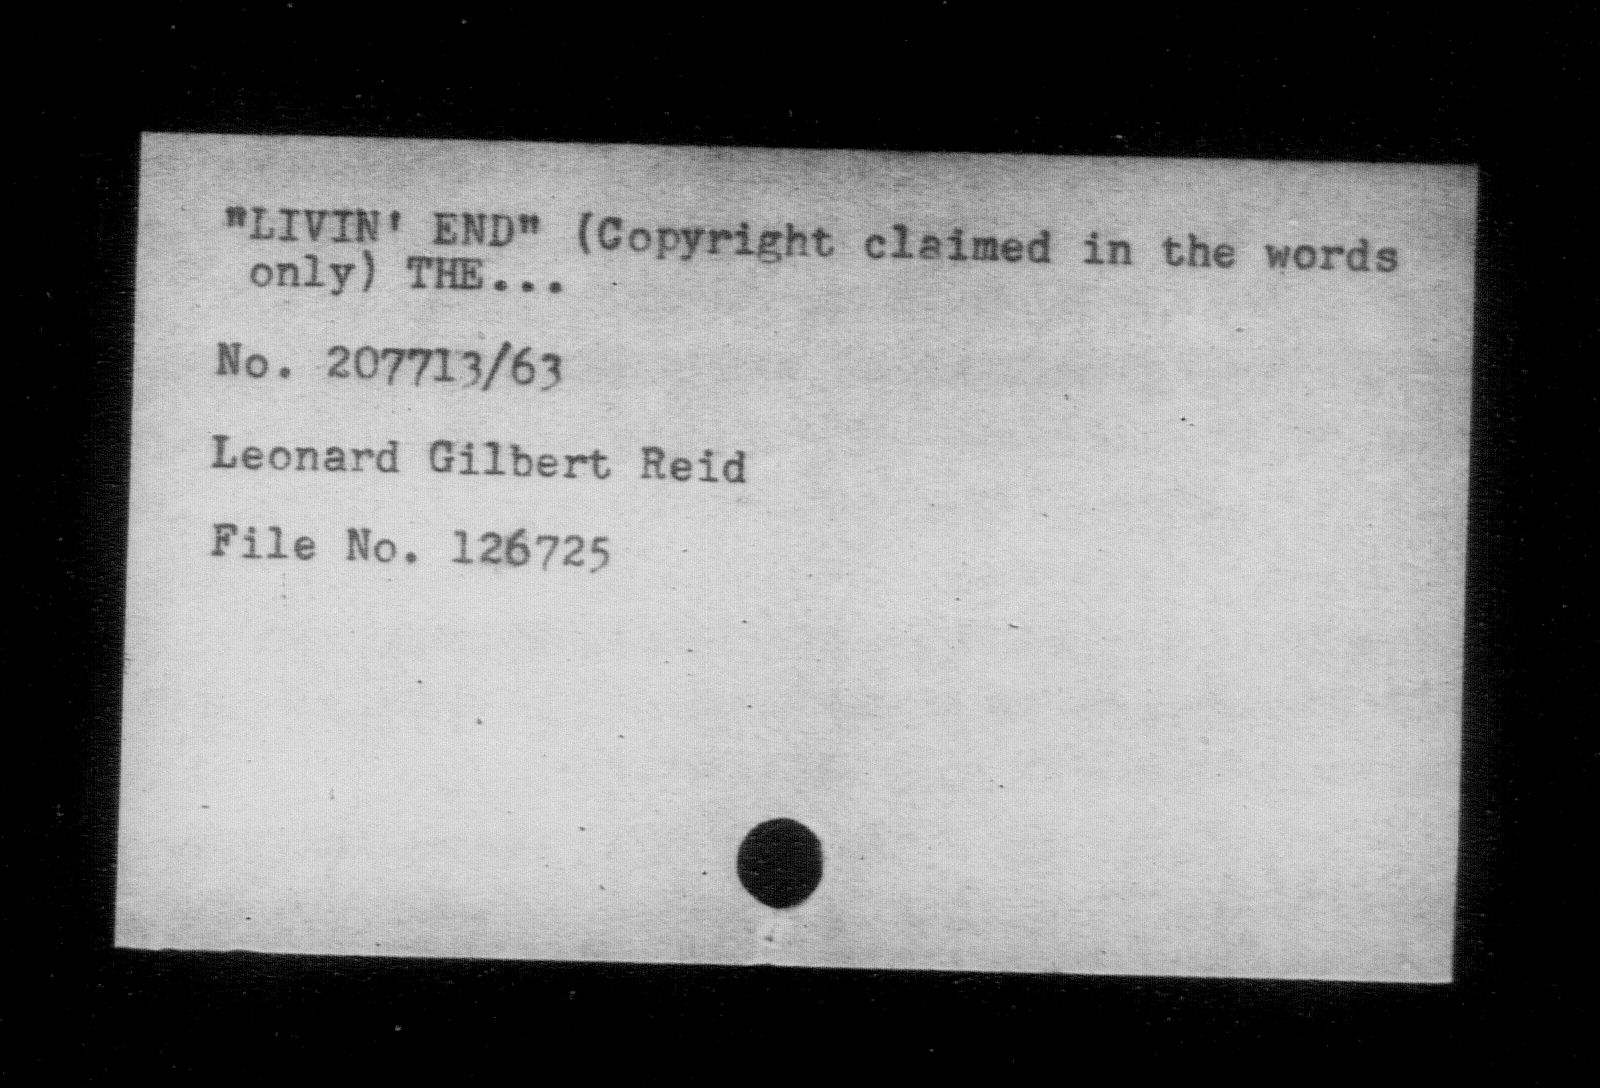 "LIVIN' END" (Copyright claimed in the words
only) THE...
No. 207713/63
Leonard Gilbert Reid
File No. 126725